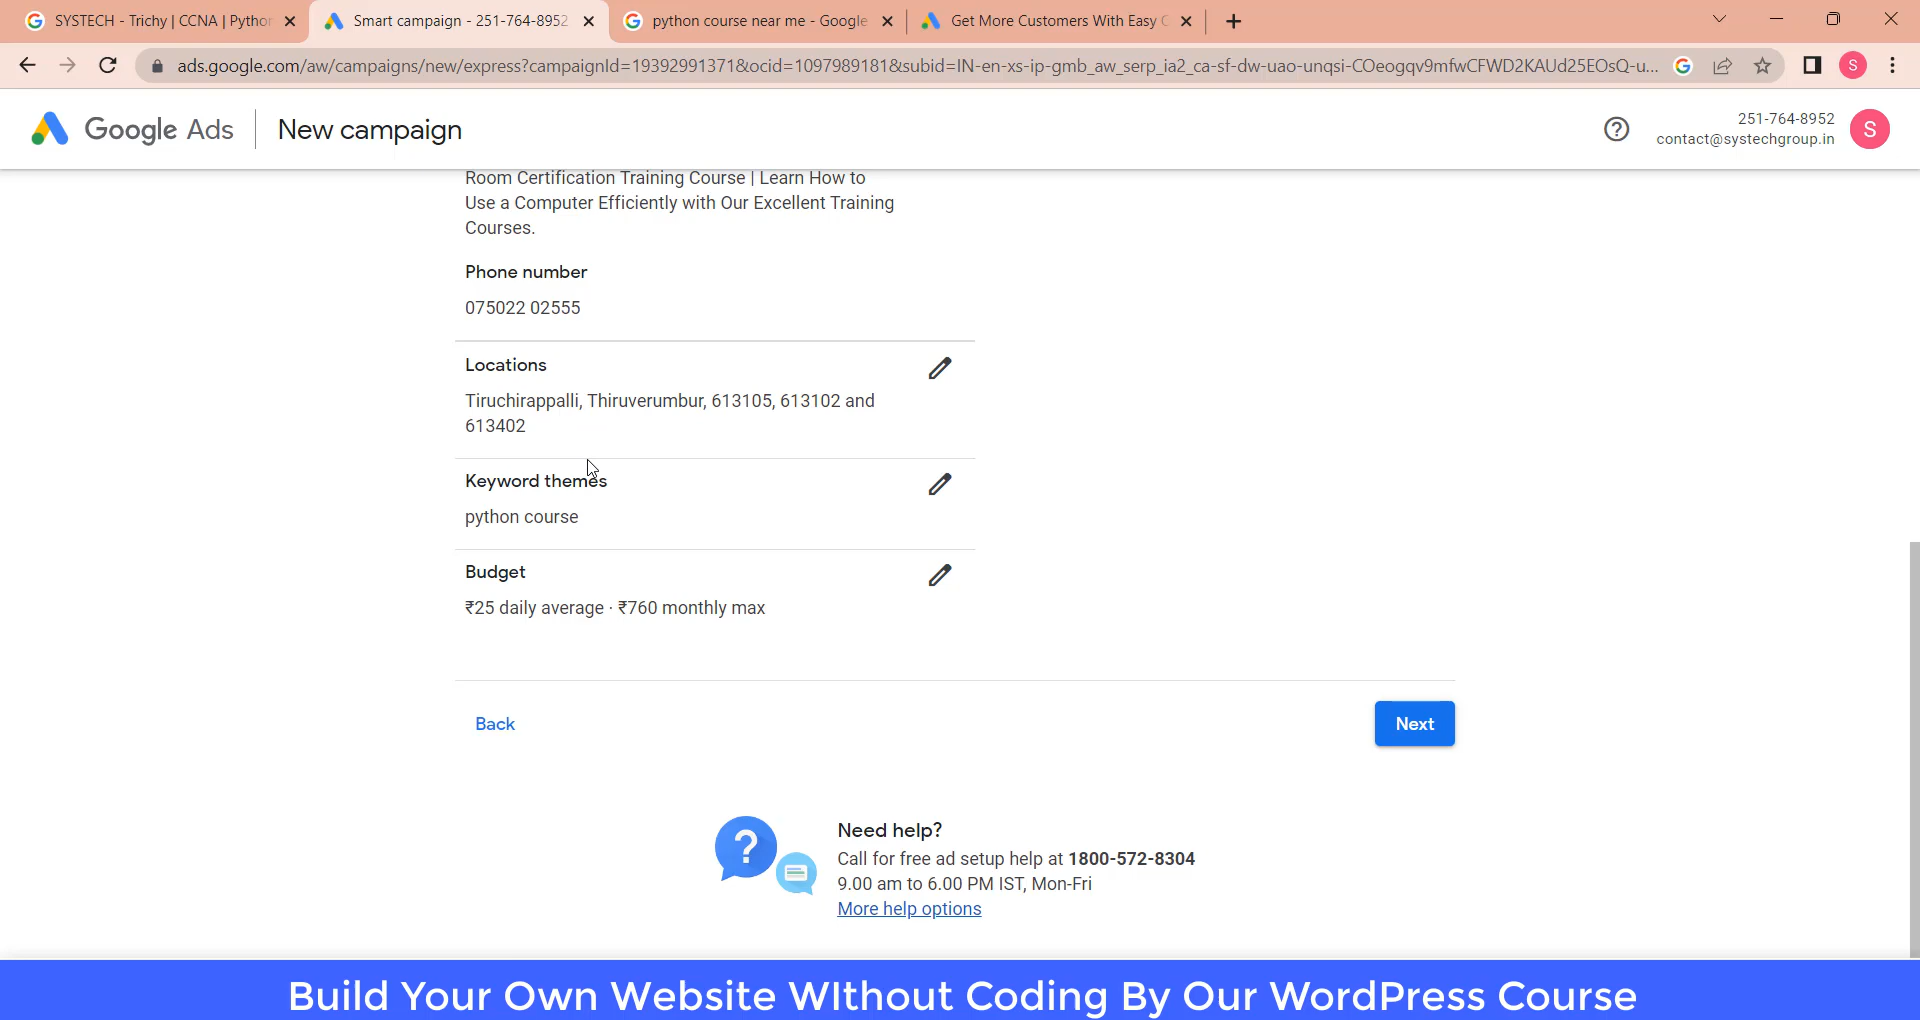 SYSTECH - Trichy | CCNA | Python
Smart campaign - 251-764-8952
python course near me - Google
Get More Customers With Easy
ads.google.com/aw/campaigns/new/express?campaignId=19392991371&ocid=1097989181&subid=IN-en-xs-ip-gmb_aw_serp_ia2_ca-sf-dw-uao-unqsi-COeogqv9mfwCFWD2KAUd25EOsQ-u...
S
Google Ads
New campaign
251-764-8952
contact@systechgroup.in
S
Room Certification Training Course | Learn How to
Use a Computer Efficiently with Our Excellent Training
Courses.
Phone number
075022 02555
Locations
Tiruchirappalli, Thiruverumbur, 613105, 613102 and
613402
Keyword themes
python course
Budget
₹25 daily average · ₹760 monthly max
Back
Next
Need help?
Call for free ad setup help at 1800-572-8304
9.00 am to 6.00 PM IST, Mon-Fri
More help options
Build Your Own Website WIthout Coding By Our WordPress Course